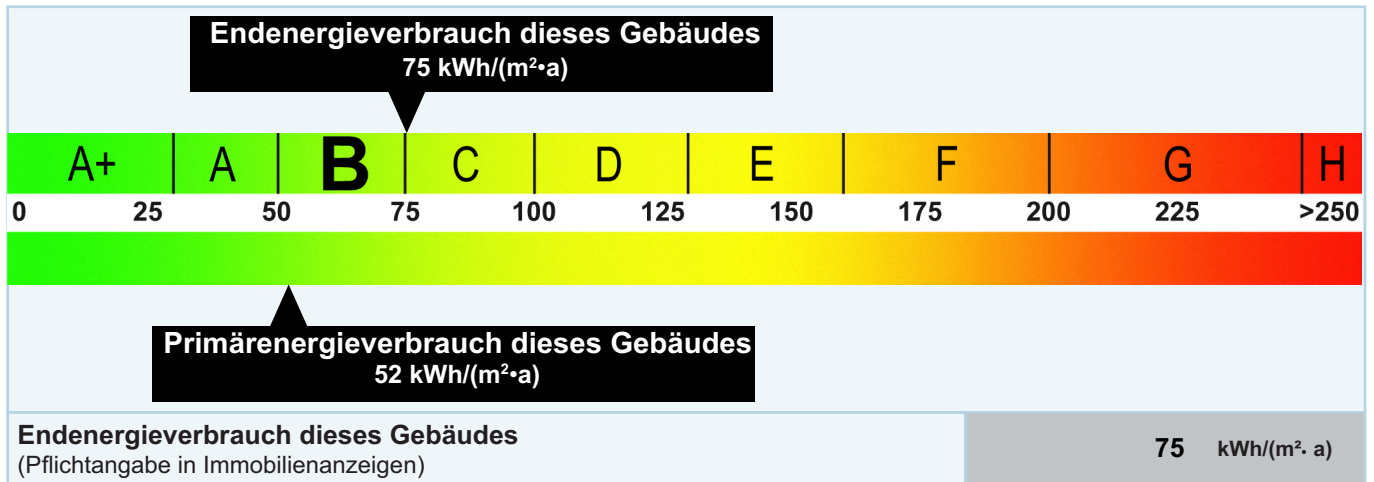 Endenergieverbrauch dieses Gebäudes
75 kWh/(m²•a)
A+ A B C D E F G H
0 25 50 75 100 125 150 175 200 225 >250
Primärenergieverbrauch dieses Gebäudes
52 kWh/(m²•a)
Endenergieverbrauch dieses Gebäudes
(Pflichtangabe in Immobilienanzeigen)
75 kWh/(m²· a)